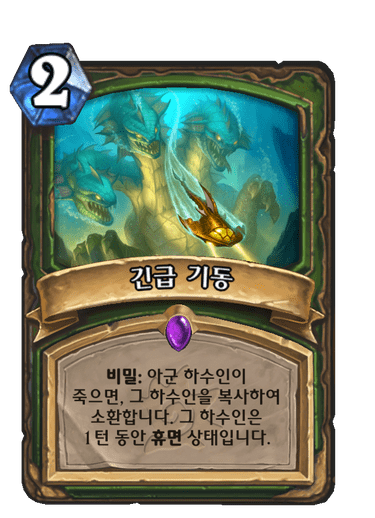 2
긴급 기동
비밀: 아군 하수인이
죽으면, 그 하수인을 복사하여
소환합니다. 그 하수인은
1턴 동안 휴면 상태입니다.